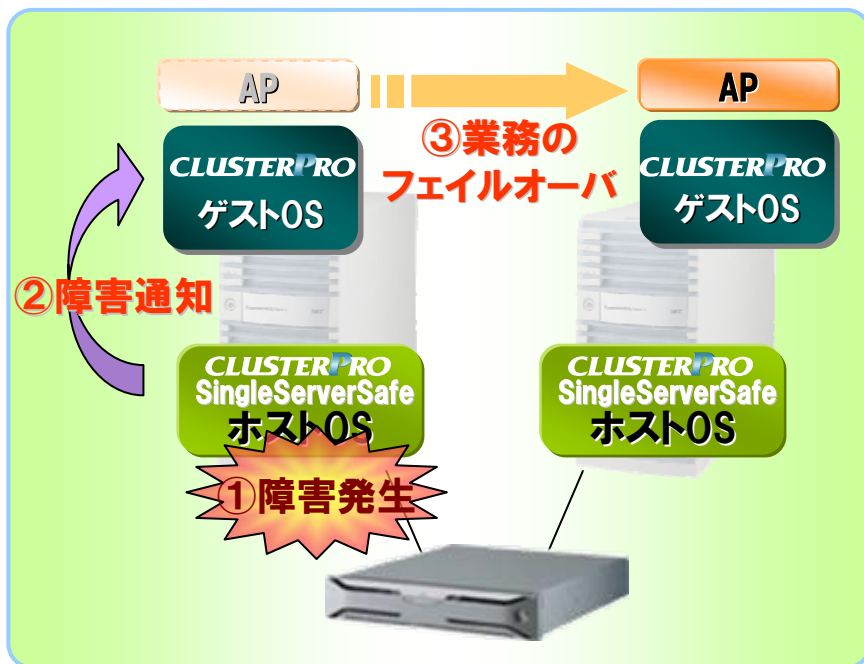 AP
AP
③業務の
フェイルオーバ
CLUSTERPRO
ゲストOS
CLUSTERPRO
ゲストOS
②障害通知
CLUSTERPRO
SingleServerSafe
ホストOS
CLUSTERPRO
SingleServerSafe
ホストOS
①障害発生